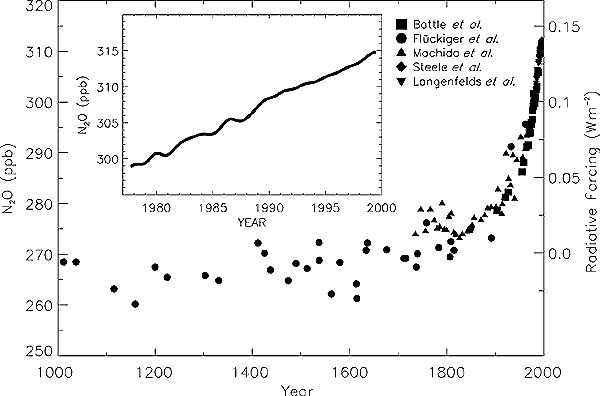 320
310
300
290
280
270
260
250
N₂O (ppb)
1000 1200 1400 1600 1800 2000
Year
0.15
0.1
0.05
0.0
Radiative Forcing (Wm⁻²)
315
310
305
300
N₂O (ppb)
1980 1985 1990 1995 2000
YEAR
Battle et al.
Flückiger et al.
Machida et al.
Steele et al.
Langenfelds et al.